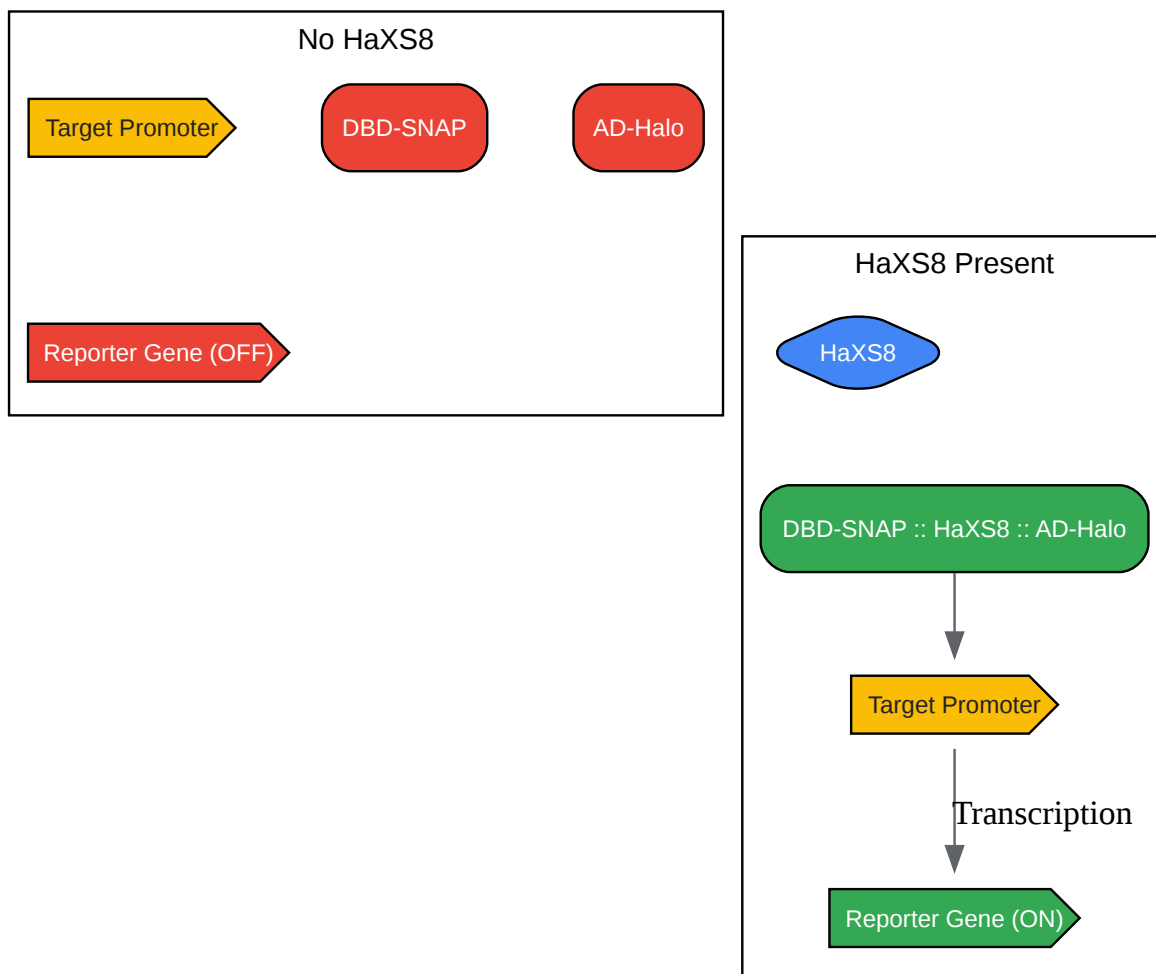 No HaXS8
Target Promoter
DBD-SNAP
AD-Halo
Reporter Gene (OFF)
HaXS8 Present
HaXS8
DBD-SNAP :: HaXS8 :: AD-Halo
Target Promoter
Transcription
Reporter Gene (ON)